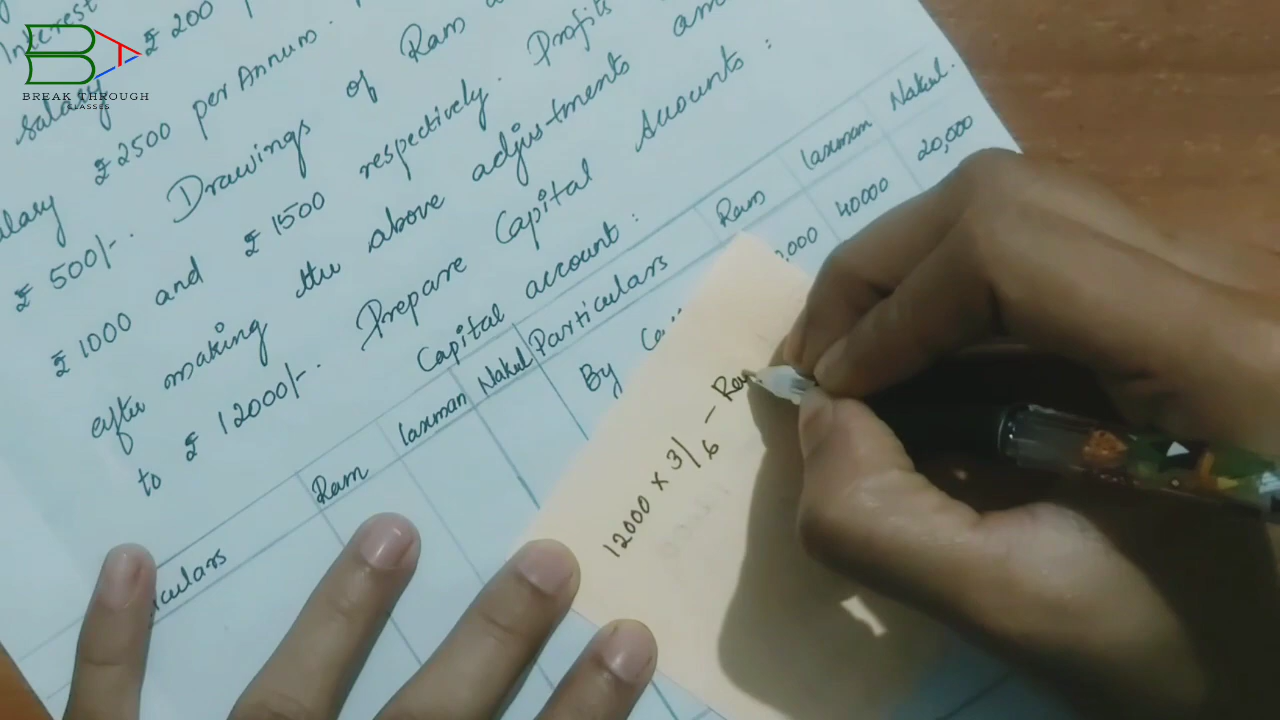 BREAK THROUGH
CLASSES
Interest
salary ₹ 200
₹ 2500 per Annum.
₹ 500/-. Drawings of Ram
₹ 1000 and ₹ 1500 respectively. Profits
after making the above adjustments am
to ₹ 12000/-. Prepare Capital Accounts :
Capital account :
Ram laxman Nakul Particulars Ram laxman Nakul.
By 40000 20,000
12000 × 3/6 – Ram